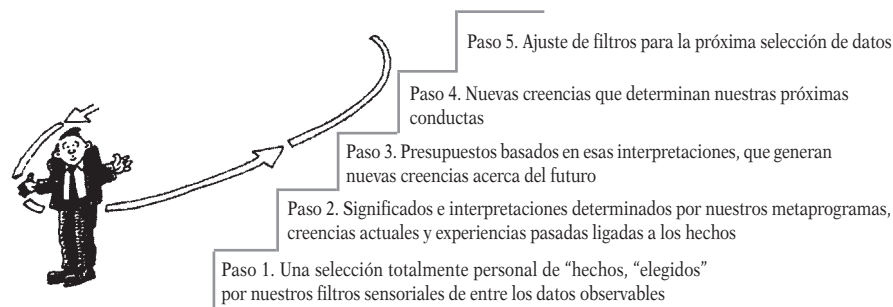 Paso 5. Ajuste de filtros para la próxima selección de datos
Paso 4. Nuevas creencias que determinan nuestras próximas
conductas
Paso 3. Presupuestos basados en esas interpretaciones, que generan
nuevas creencias acerca del futuro
Paso 2. Significados e interpretaciones determinados por nuestros metaprogramas,
creencias actuales y experiencias pasadas ligadas a los hechos
Paso 1. Una selección totalmente personal de “hechos, “elegidos”
por nuestros filtros sensoriales de entre los datos observables